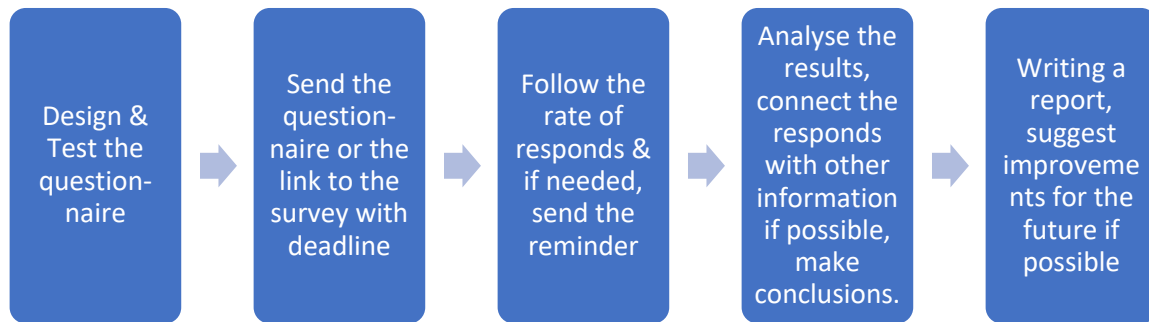 Design &
Test the
question-
naire
Send the
question-
naire or the
link to the
survey with
deadline
Follow the
rate of
responds &
if needed,
send the
reminder
Analyse the
results,
connect the
responds
with other
information
if possible,
make
conclusions.
Writing a
report,
suggest
improveme
nts for the
future if
possible